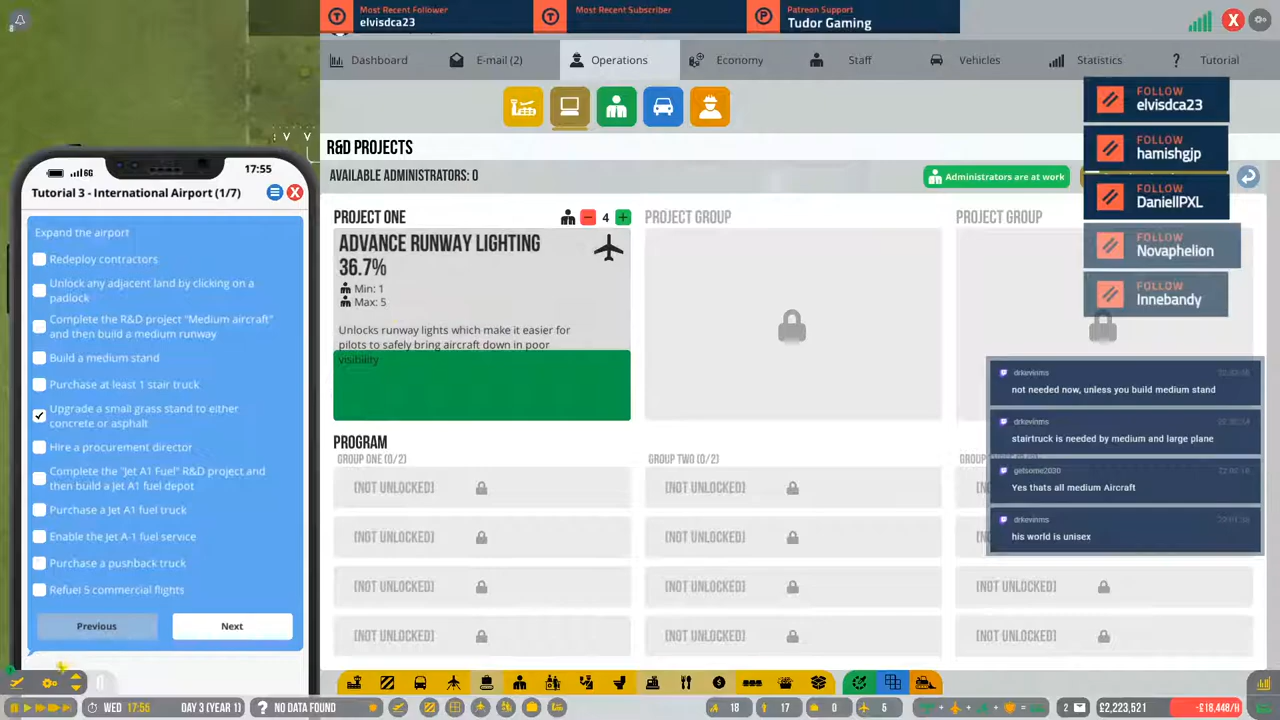 Most Recent Follower
elvisdca23
Most Recent Subscriber
Patreon Support
Tudor Gaming
Dashboard
E-mail (2)
Operations
Economy
Staff
Vehicles
Statistics
Tutorial
R&D PROJECTS
AVAILABLE ADMINISTRATORS: 0
Administrators are at work
FOLLOW
elvisdca23
FOLLOW
hamishgjp
FOLLOW
DaniellPXL
FOLLOW
Novaphelion
FOLLOW
Innebandy
6G
17:55
Tutorial 3 - International Airport (1/7)
Expand the airport
Redeploy contractors
Unlock any adjacent land by clicking on a
padlock
Complete the R&D project "Medium aircraft"
and then build a medium runway
Build a medium stand
Purchase at least 1 stair truck
Upgrade a small grass stand to either
concrete or asphalt
Hire a procurement director
Complete the "Jet A1 Fuel" R&D project and
then build a Jet A1 fuel depot
Purchase a Jet A1 fuel truck
Enable the Jet A-1 fuel service
Purchase a pushback truck
Refuel 5 commercial flights
Previous
Next
PROJECT ONE
4
PROJECT GROUP
PROJECT GROUP
ADVANCE RUNWAY LIGHTING
36.7%
Min: 1
Max: 5
Unlocks runway lights which make it easier for
pilots to safely bring aircraft down in poor
visibility
drkevinms
not needed now, unless you build medium stand
drkevinms
stairtruck is needed by medium and large plane
getsome2030
Yes thats all medium Aircraft
drkevinms
his world is unisex
PROGRAM
GROUP ONE (0/2)
GROUP TWO (0/2)
[NOT UNLOCKED]
[NOT UNLOCKED]
[NOT UNLOCKED]
[NOT UNLOCKED]
[NOT UNLOCKED]
[NOT UNLOCKED]
[NOT UNLOCKED]
[NOT UNLOCKED]
[NOT UNLOCKED]
[NOT UNLOCKED]
WED 17:56
DAY 3 (YEAR 1)
NO DATA FOUND
18
17
0
5
2
£2,223,521
-£18,448/H